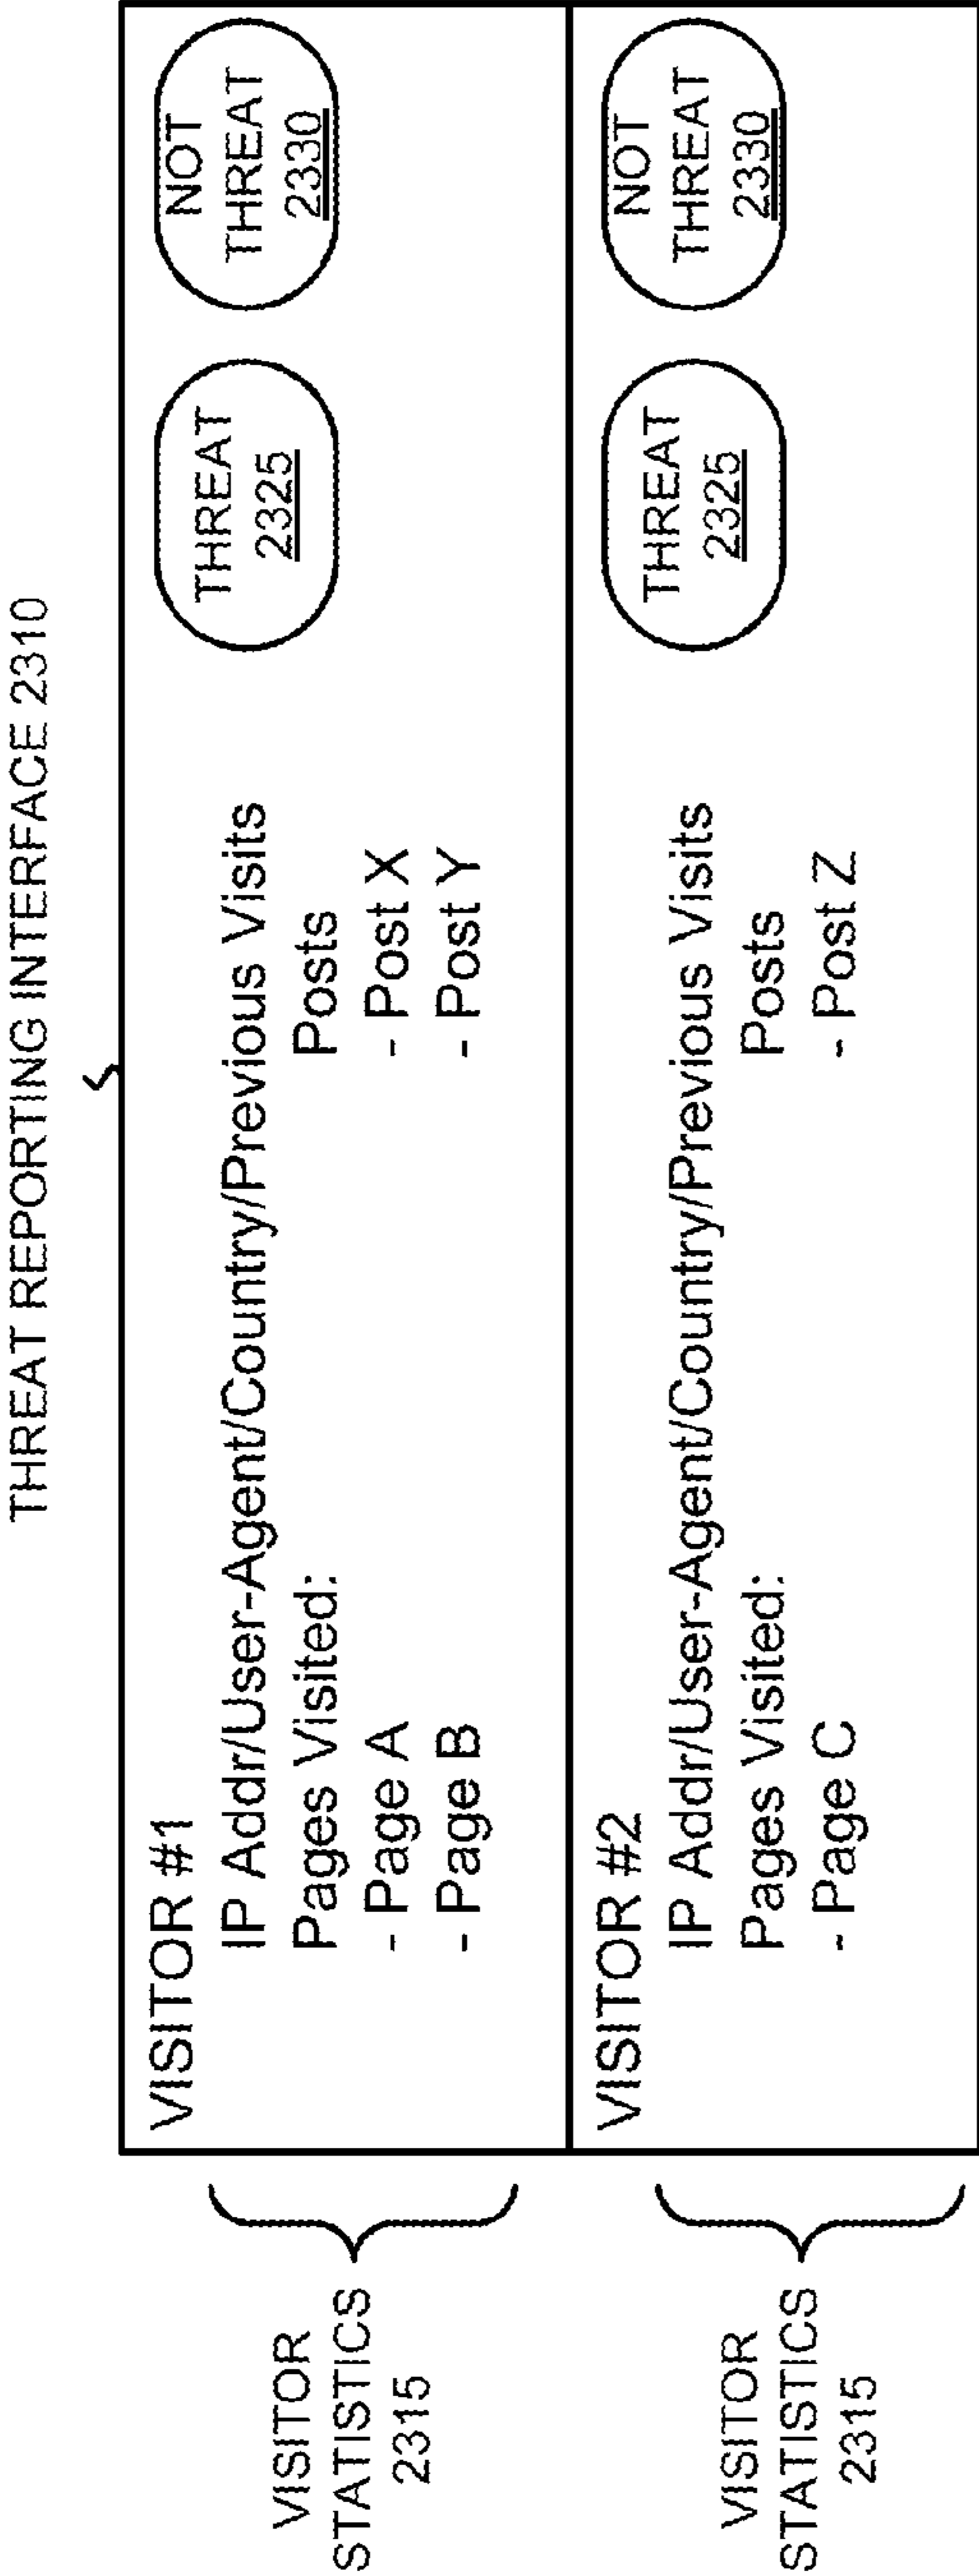 THREAT REPORTING INTERFACE 2310
VISITOR #1
IP Addr/User-Agent/Country/Previous Visits
Pages Visited:
- Page A
- Page B
Posts
- Post X
- Post Y
THREAT
2325
NOT
THREAT
2330
VISITOR
STATISTICS
2315
VISITOR #2
IP Addr/User-Agent/Country/Previous Visits
Pages Visited:
- Page C
Posts
- Post Z
THREAT
2325
NOT
THREAT
2330
VISITOR
STATISTICS
2315